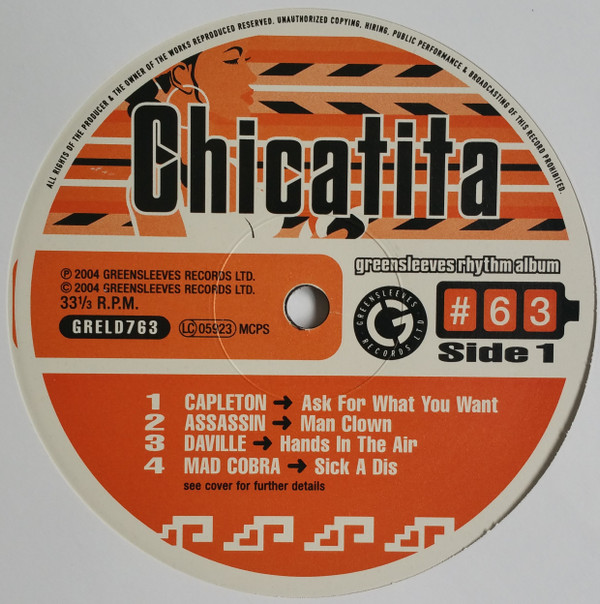 ALL RIGHTS OF THE PRODUCER & THE OWNER OF THE WORKS REPRODUCED RESERVED. UNAUTHORIZED COPYING, HIRING, PUBLIC PERFORMANCE & BROADCASTING OF THIS RECORD PROHIBITED.
Chicatita
℗ 2004 GREENSLEEVES RECORDS LTD.
© 2004 GREENSLEEVES RECORDS LTD.
33⅓ R.P.M.
GRELD763 LC 05923 MCPS
greensleeves rhythm album
GREENSLEEVES RECORDS LTD. G
#63
Side 1
1 CAPLETON ➔ Ask For What You Want
2 ASSASSIN ➔ Man Clown
3 DAVILLE ➔ Hands In The Air
4 MAD COBRA ➔ Sick A Dis
see cover for further details